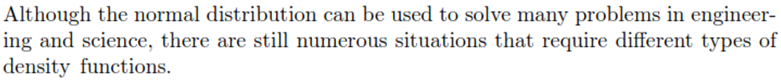 Although the normal distribution can be used to solve many problems in engineer-
ing and science, there are still numerous situations that require different types of
density functions.